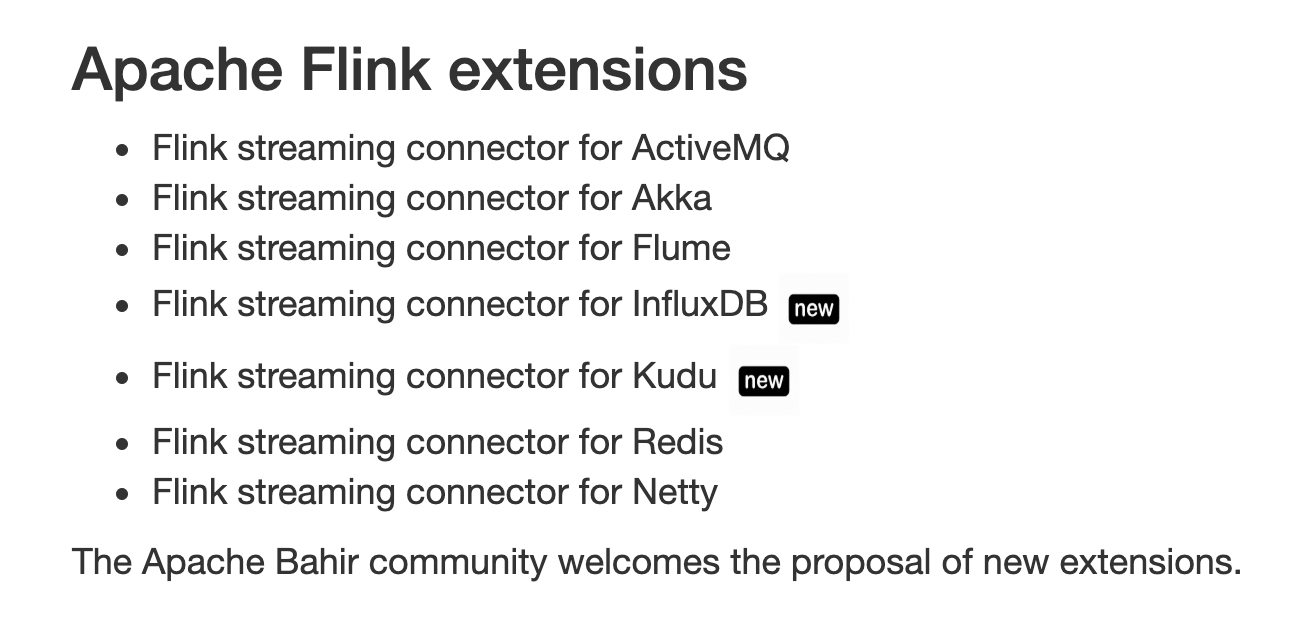 Apache Flink extensions
• Flink streaming connector for ActiveMQ
• Flink streaming connector for Akka
• Flink streaming connector for Flume
• Flink streaming connector for InfluxDB new
• Flink streaming connector for Kudu new
• Flink streaming connector for Redis
• Flink streaming connector for Netty
The Apache Bahir community welcomes the proposal of new extensions.